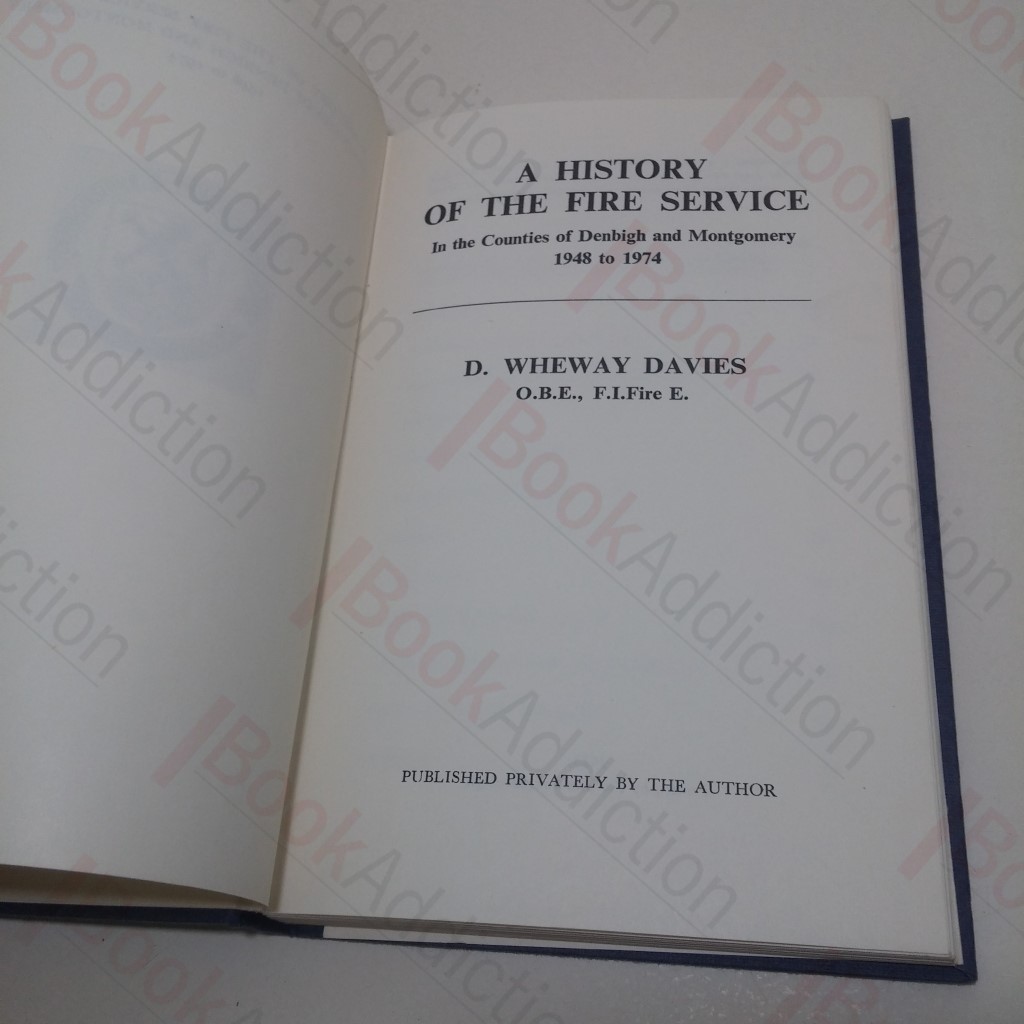 A HISTORY
OF THE FIRE SERVICE
In the Counties of Denbigh and Montgomery
1948 to 1974
D. WHEWAY DAVIES
O.B.E., F.I.Fire E.
PUBLISHED PRIVATELY BY THE AUTHOR
BookAddiction